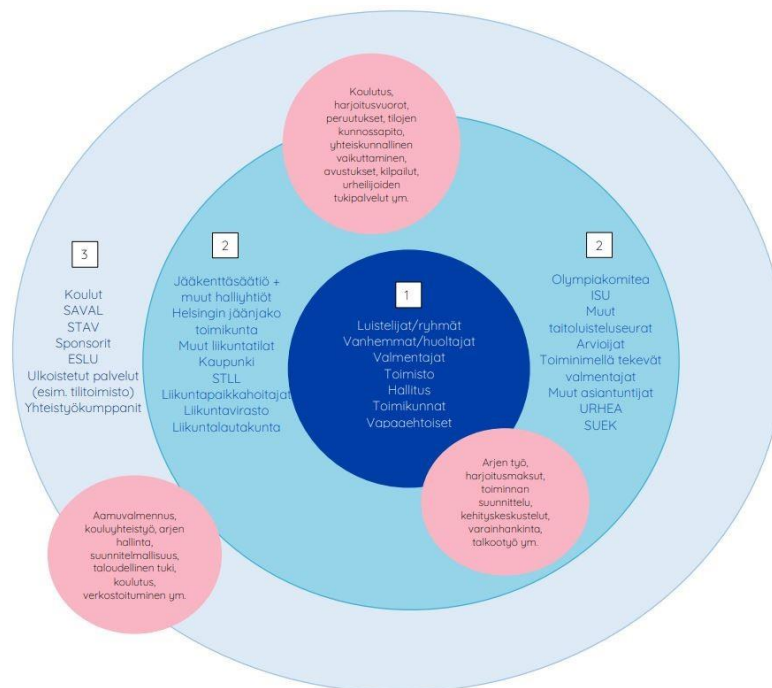 Koulutus,
harjoitusvuorot,
peruutukset, tilojen
kunnossapito,
yhteiskunnallinen
vaikuttaminen,
avustukset, kilpailut,
urheilijoiden
tukipalvelut ym.
3
Koulut
SAVAL
STAV
Sponsorit
ESLU
Ulkoistetut palvelut
(esim. tilitoimisto)
Yhteistyökumppanit
2
Jääkenttäsäätiö +
muut halliyhtiöt
Helsingin jäänjako
toimikunta
Muut liikuntatilat
Kaupunki
STLL
Liikuntapaikkahoitajat
Liikuntavirasto
Liikuntalautakunta
1
Luistelijat/ryhmät
Vanhemmat/huoltajat
Valmentajat
Toimisto
Hallitus
Toimikunnat
Vapaaehtoiset
2
Olympiakomitea
ISU
Muut
taitoluisteluseurat
Arvioijat
Toiminimellä tekevät
valmentajat
Muut asiantuntijat
URHEA
SUEK
Arjen työ,
harjoitusmaksut,
toiminnan
suunnittelu,
kehityskeskustelut,
varainhankinta,
talkootyö ym.
Aamuvalmennus,
kouluyhteistyö, arjen
hallinta,
suunnitelmallisuus,
taloudellinen tuki,
koulutus,
verkostoituminen ym.